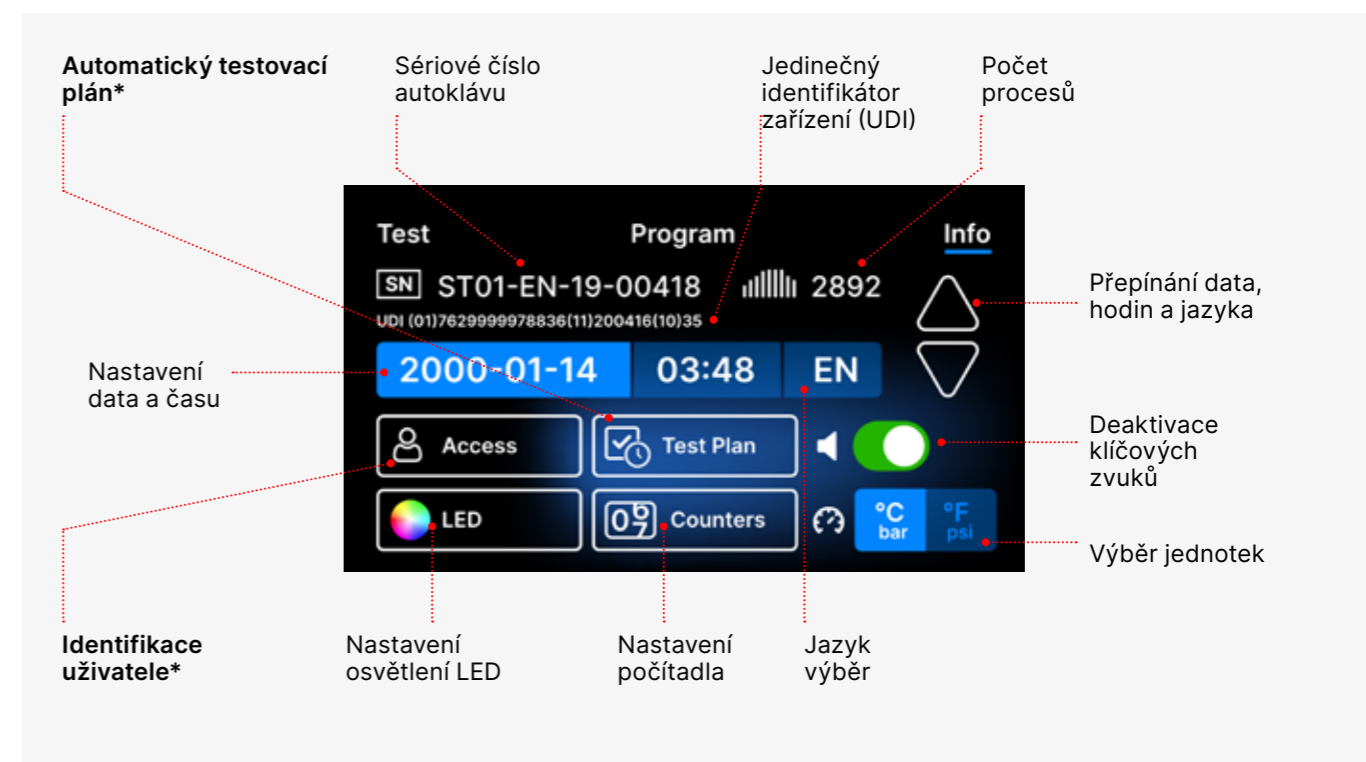 Automatický testovací
plán*
Sériové číslo
autoklávu
Jedinečný
identifikátor
zařízení (UDI)
Počet
procesů
Test
Program
Info
SN ST01-EN-19-00418
2892
UDI (01)7629999978836(11)200416(10)35
Přepínání data,
hodin a jazyka
2000-01-14
03:48
EN
Nastavení
data a času
Access
Test Plan
Deaktivace
klíčových
zvuků
LED
09 Counters
°C
bar
°F
psi
Výběr jednotek
Identifikace
uživatele*
Nastavení
osvětlení LED
Nastavení
počítadla
Jazyk
výběr